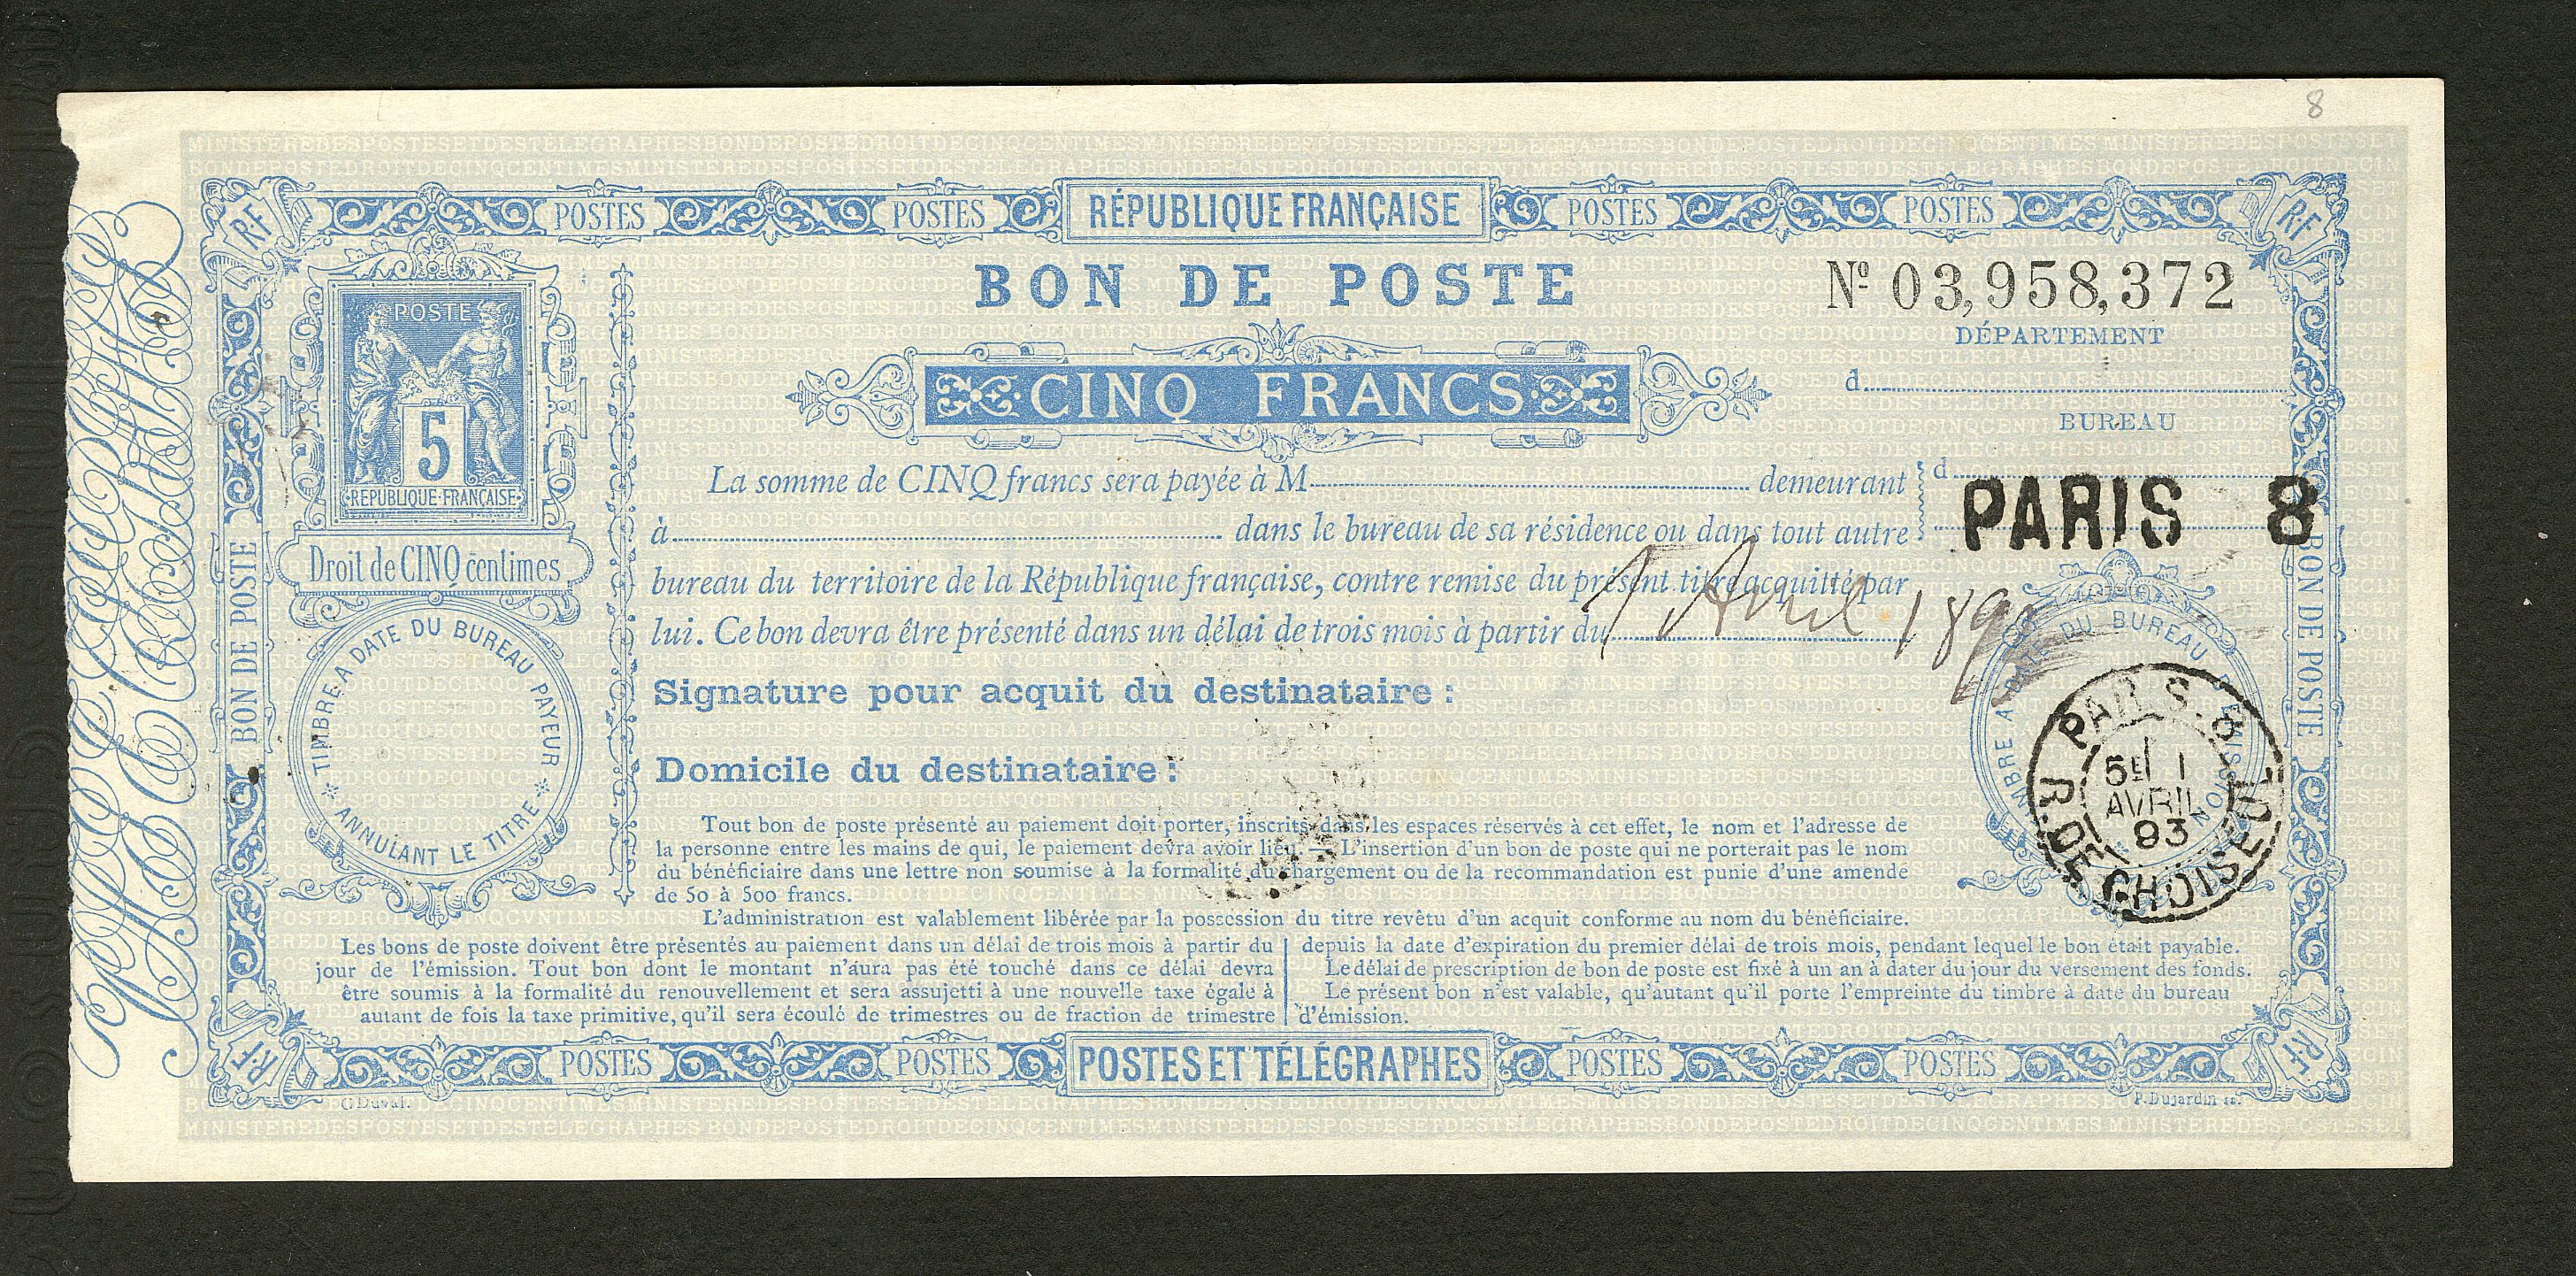 8
RÉPUBLIQUE FRANÇAISE
POSTES POSTES POSTES POSTES
R·F R·F
BON DE POSTE
Nº 03,958,372
DÉPARTEMENT
d
CINQ FRANCS
BUREAU
d
PARIS 8
POSTE
5
REPUBLIQUE FRANÇAISE
Droit de CINQ centimes
TIMBRE A DATE DU BUREAU PAYEUR
ANNULANT LE TITRE
BON DE POSTE
BON DE POSTE
La somme de CINQ francs sera payée à M demeurant
à dans le bureau de sa résidence ou dans tout autre
bureau du territoire de la République française, contre remise du présent titre acquitté par
lui. Ce bon devra être présenté dans un délai de trois mois à partir du 1 Avril 189
Signature pour acquit du destinataire :
Domicile du destinataire :
DU BUREAU D'ÉMISSION
PARIS. 8
5E 1
AVRIL
93
R. DE CHOISEUL
Tout bon de poste présenté au paiement doit porter, inscrits dans les espaces réservés à cet effet, le nom et l'adresse de
la personne entre les mains de qui, le paiement devra avoir lieu. — L'insertion d'un bon de poste qui ne porterait pas le nom
du bénéficiaire dans une lettre non soumise à la formalité du chargement ou de la recommandation est punie d'une amende
de 50 à 500 francs.
L'administration est valablement libérée par la possession du titre revêtu d'un acquit conforme au nom du bénéficiaire.
Les bons de poste doivent être présentés au paiement dans un délai de trois mois à partir du
jour de l'émission. Tout bon dont le montant n'aura pas été touché dans ce délai devra
être soumis à la formalité du renouvellement et sera assujetti à une nouvelle taxe égale à
autant de fois la taxe primitive, qu'il sera écoulé de trimestres ou de fraction de trimestre
depuis la date d'expiration du premier délai de trois mois, pendant lequel le bon était payable.
Le délai de prescription de bon de poste est fixé à un an à dater du jour du versement des fonds.
Le présent bon n'est valable, qu'autant qu'il porte l'empreinte du timbre à date du bureau
d'émission.
R·F R·F
POSTES POSTES POSTES POSTES
POSTES ET TÉLÉGRAPHES
C. Duval.
P. Dujardin sc.
MINISTEREDESPOSTESETDESTELEGRAPHESBONDEPOSTEDROITDECINQCENTIMES